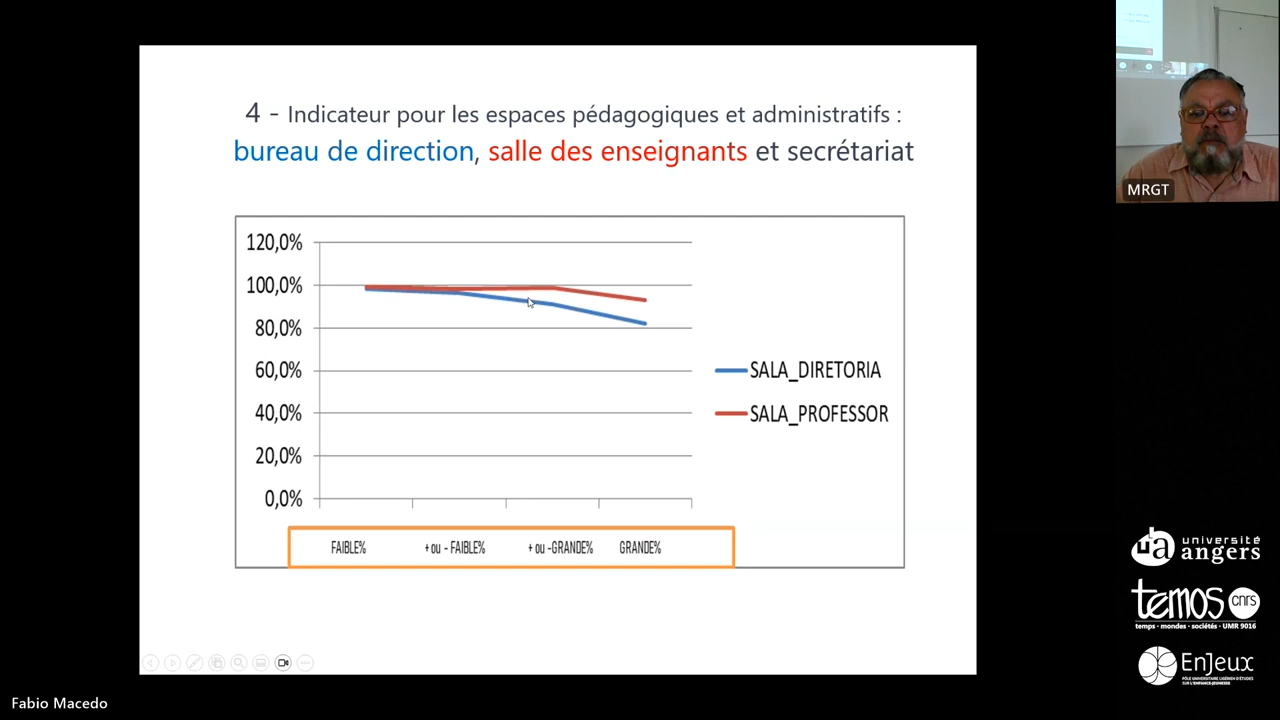 4 - Indicateur pour les espaces pédagogiques et administratifs :
bureau de direction, salle des enseignants et secrétariat
120,0%
100,0%
80,0%
60,0%
40,0%
20,0%
0,0%
SALA_DIRETORIA
SALA_PROFESSOR
FAIBLE%
+ ou - FAIBLE%
+ ou -GRANDE%
GRANDE%
MRGT
université
ua angers
temos cnrs
temps • mondes • sociétés • UMR 9016
EnJeux
PÔLE UNIVERSITAIRE LIGÉRIEN D'ÉTUDES
SUR L'ENFANCE-JEUNESSE
Fabio Macedo